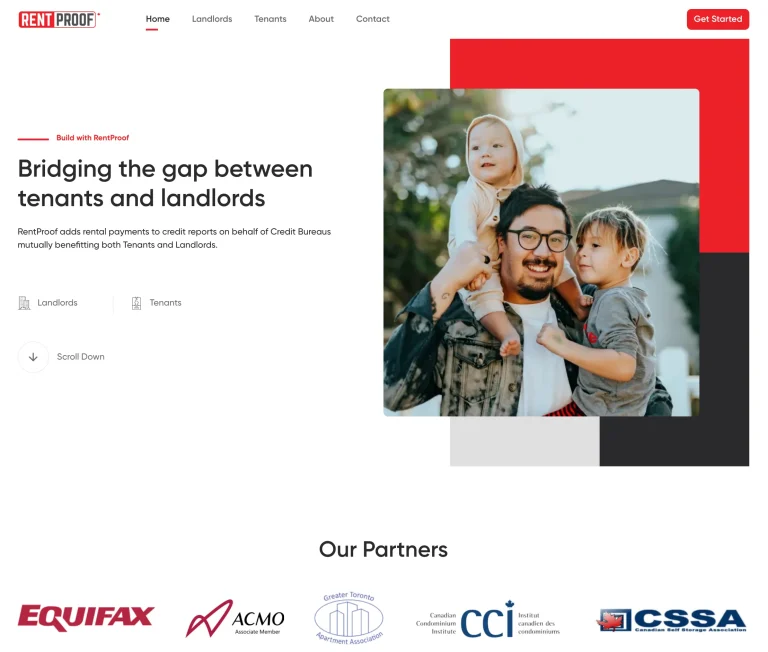 RENT PROOF
Home
Landlords
Tenants
About
Contact
Get Started
Build with RentProof
Bridging the gap between
tenants and landlords
RentProof adds rental payments to credit reports on behalf of Credit Bureaus
mutually benefitting both Tenants and Landlords.
Landlords
Tenants
Scroll Down
Our Partners
EQUIFAX
ACMO
Associate Member
Greater Toronto
Apartment Association
Canadian
Condominium
Institute
CCI
Institut
canadien des
condominiums
CSSA
Canadian Self Storage Association